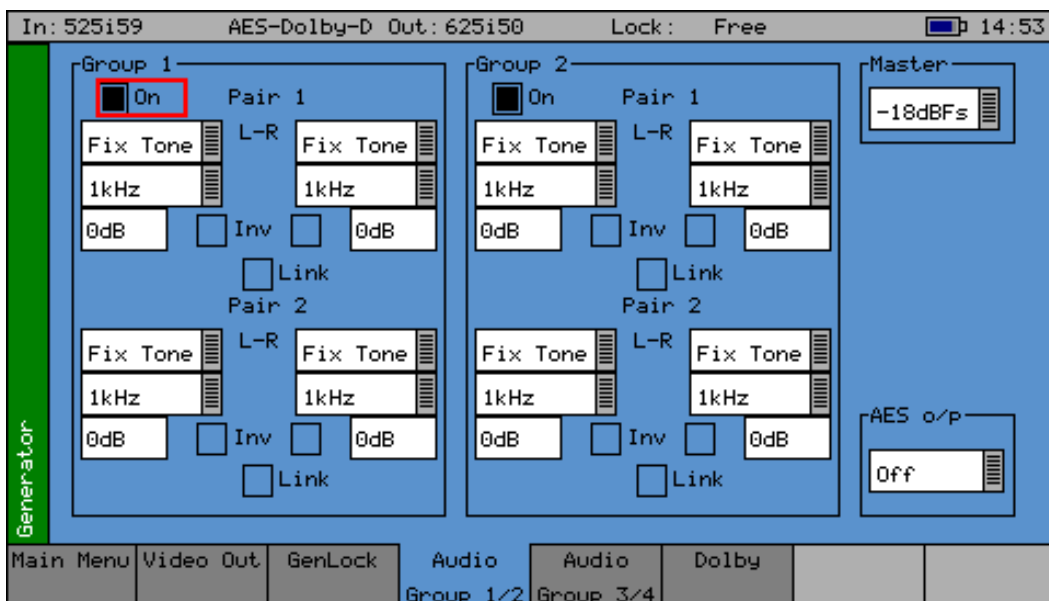 In: 525i59 AES-Dolby-D Out: 625i50 Lock: Free 14:53
Group 1
On Pair 1
L-R
Fix Tone Fix Tone
1kHz 1kHz
0dB Inv 0dB
Link
Pair 2
L-R
Fix Tone Fix Tone
1kHz 1kHz
0dB Inv 0dB
Link
Group 2
On Pair 1
L-R
Fix Tone Fix Tone
1kHz 1kHz
0dB Inv 0dB
Link
Pair 2
L-R
Fix Tone Fix Tone
1kHz 1kHz
0dB Inv 0dB
Link
Master
-18dBFs
AES o/p
Off
Generator
Main Menu Video Out GenLock Audio Audio Dolby
Group 1/2 Group 3/4